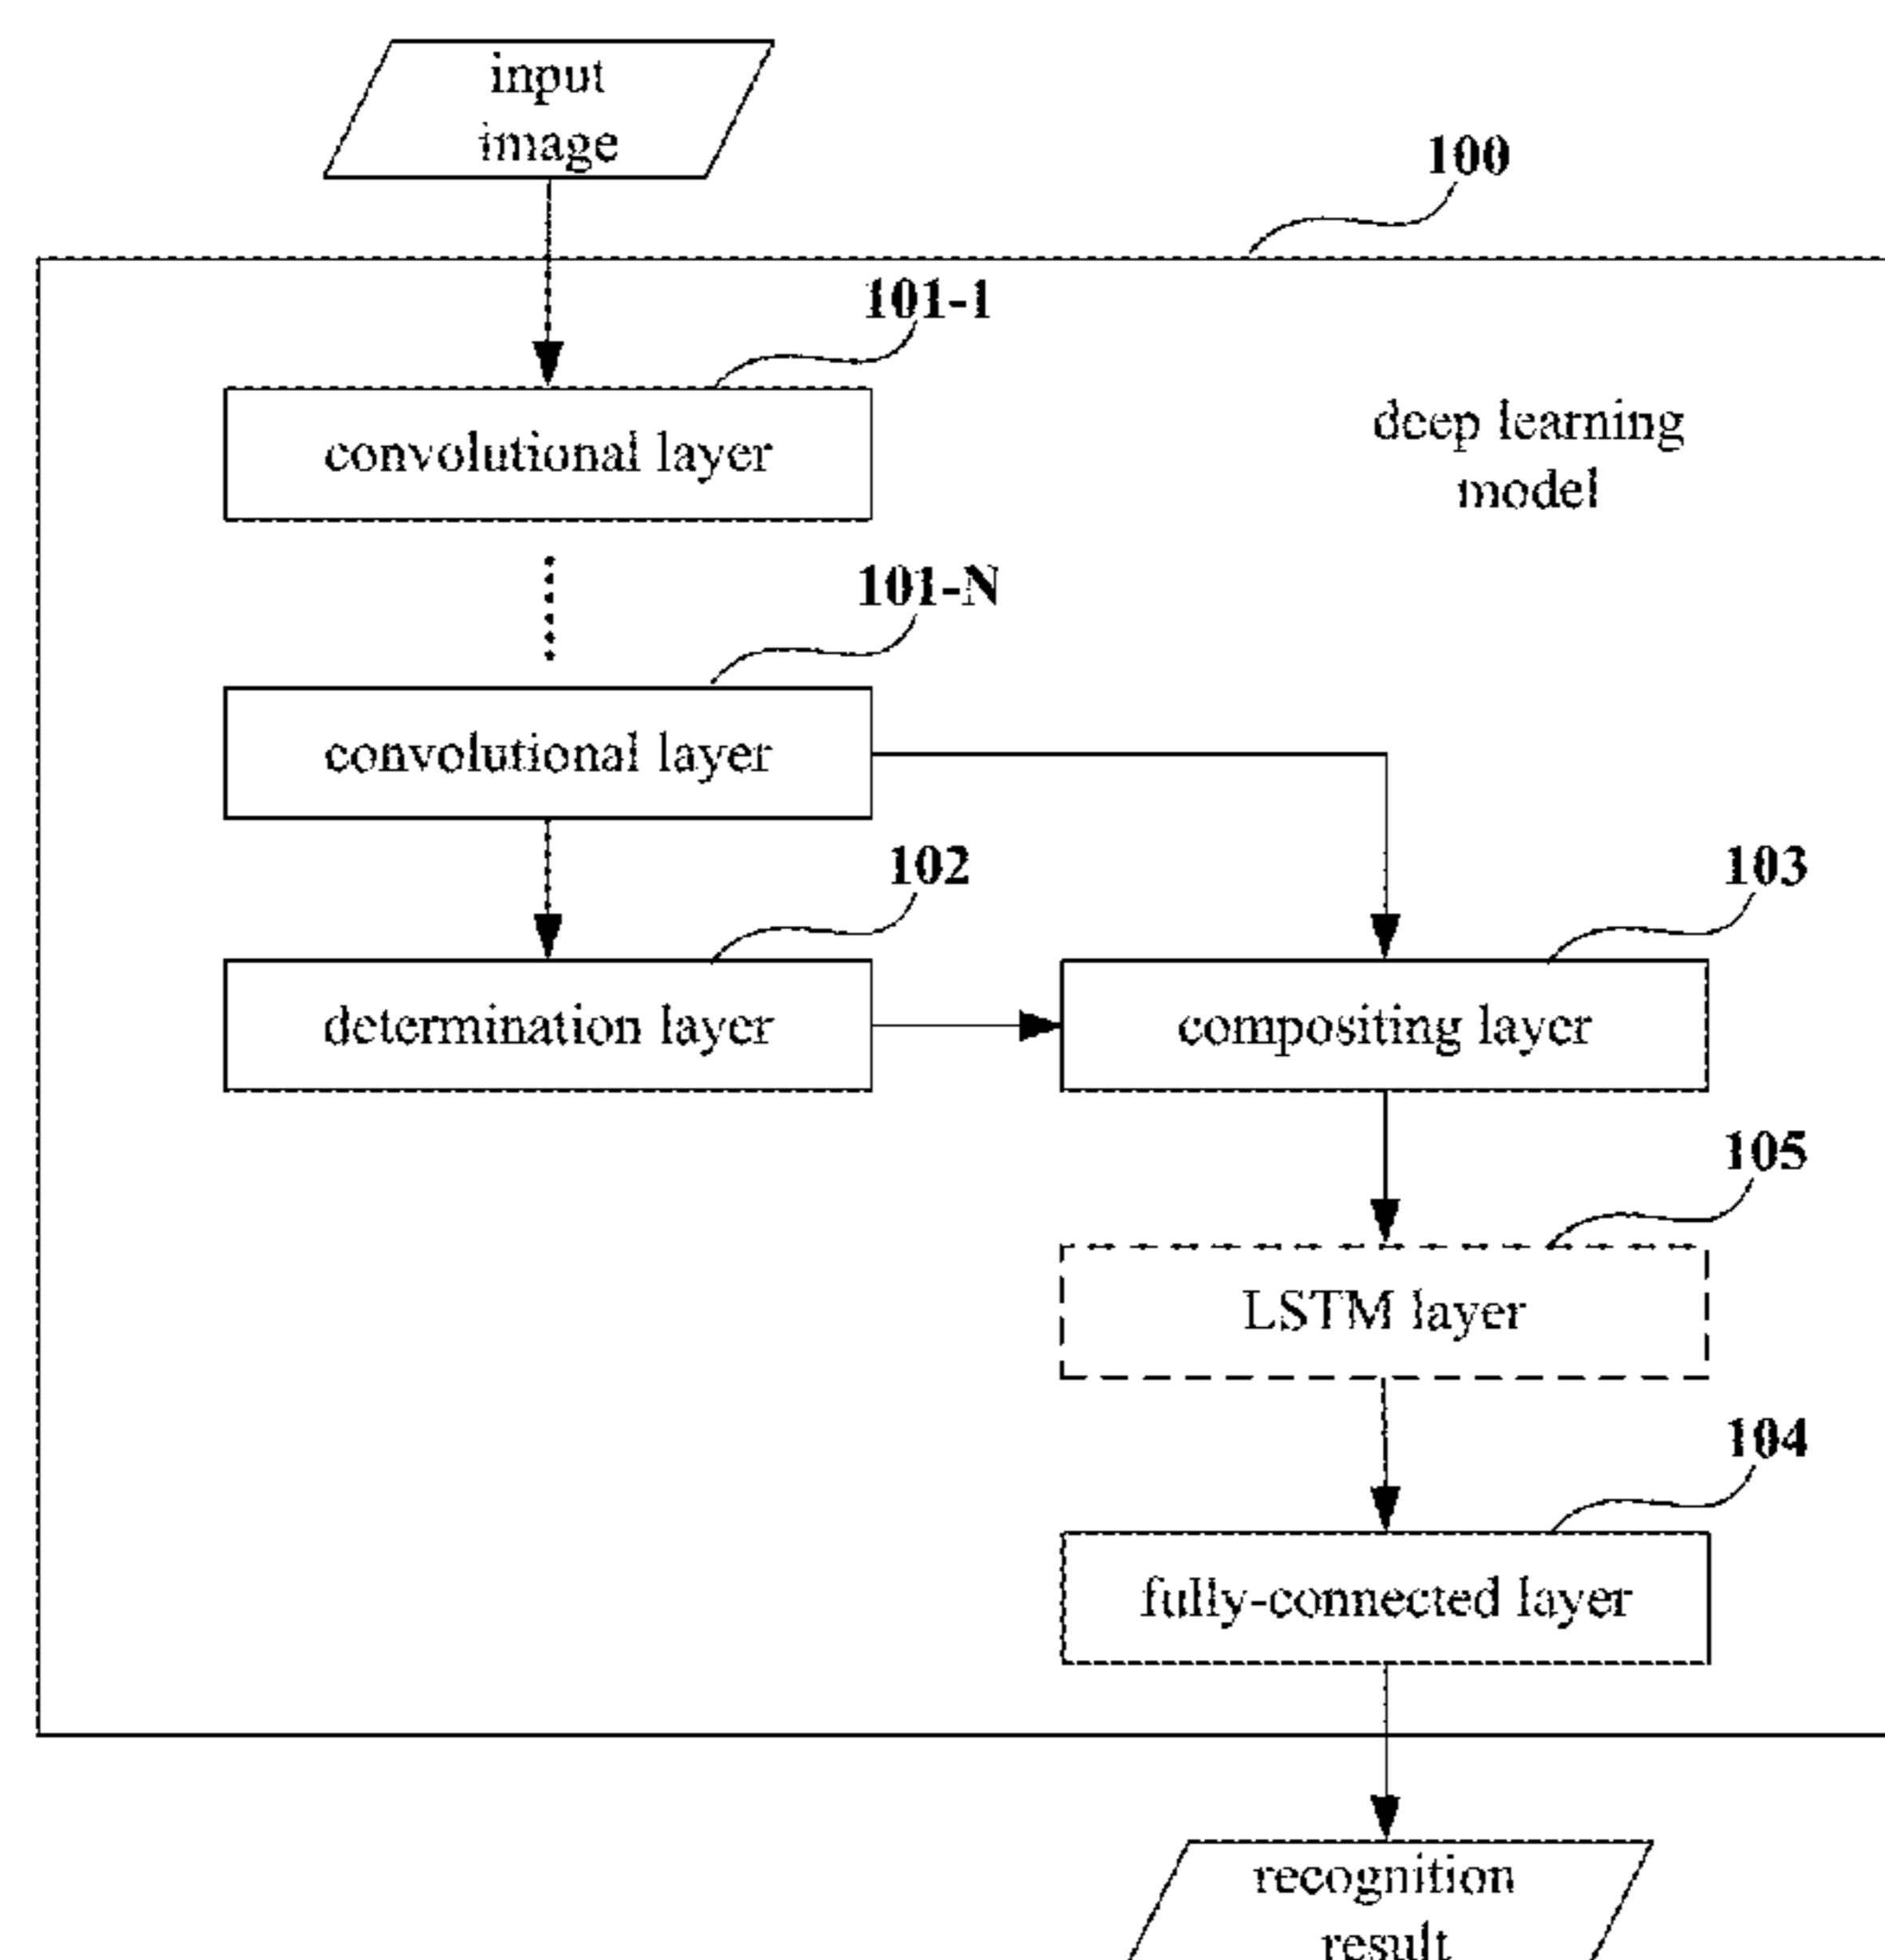 input
image
100
101-1
convolutional layer
deep learning
model
101-N
convolutional layer
102
103
determination layer
compositing layer
105
LSTM layer
104
fully-connected layer
recognition
result